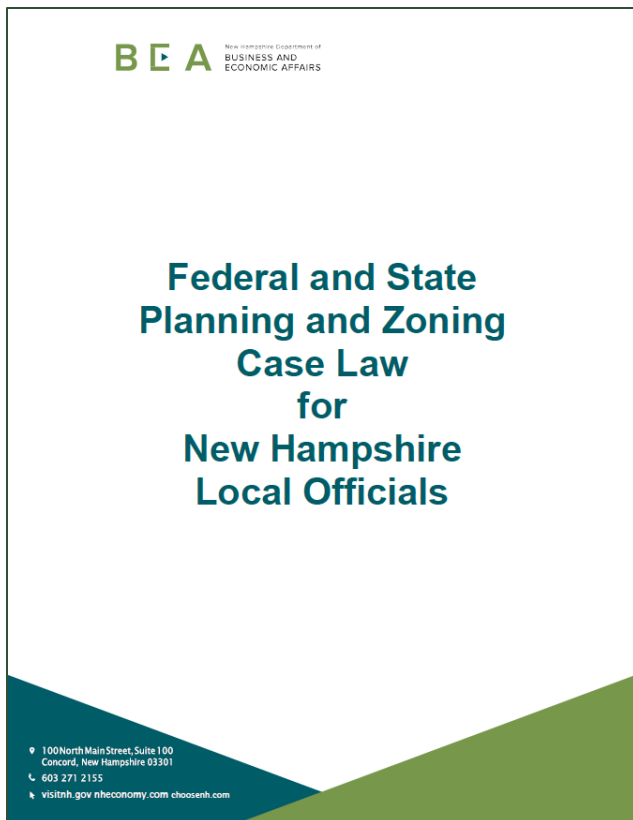 BEA
New Hampshire Department of
BUSINESS AND
ECONOMIC AFFAIRS
Federal and State
Planning and Zoning
Case Law
for
New Hampshire
Local Officials
100 North Main Street, Suite 100
Concord, New Hampshire 03301
603 271 2155
visitnh.gov nheconomy.com choosenh.com